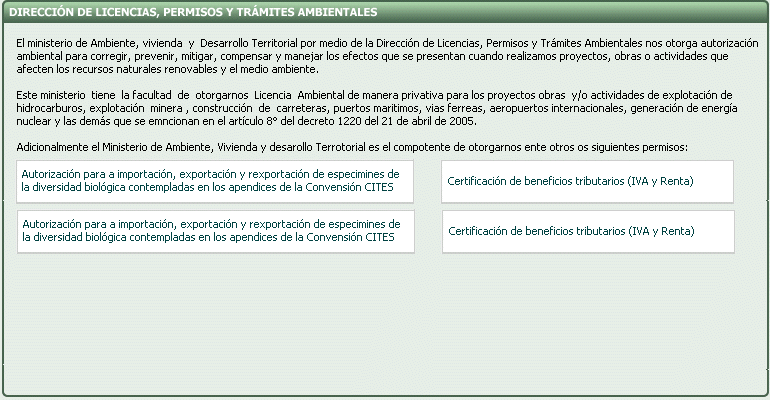 DIRECCIÓN DE LICENCIAS, PERMISOS Y TRÁMITES AMBIENTALES
El ministerio de Ambiente, vivienda y Desarrollo Territorial por medio de la Dirección de Licencias, Permisos y Trámites Ambientales nos otorga autorización
ambiental para corregir, prevenir, mitigar, compensar y manejar los efectos que se presentan cuando realizamos proyectos, obras o actividades que
afecten los recursos naturales renovables y el medio ambiente.
Este ministerio tiene la facultad de otorgarnos Licencia Ambiental de manera privativa para los proyectos obras y/o actividades de explotación de
hidrocarburos, explotación minera , construcción de carreteras, puertos maritimos, vias ferreas, aeropuertos internacionales, generación de energía
nuclear y las demás que se emncionan en el artículo 8° del decreto 1220 del 21 de abril de 2005.
Adicionalmente el Ministerio de Ambiente, Vivienda y desarollo Terrotorial es el compotente de otorgarnos ente otros os siguientes permisos:
Autorización para a importación, exportación y rexportación de especimines de
la diversidad biológica contempladas en los apendices de la Convensión CITES
Certificación de beneficios tributarios (IVA y Renta)
Autorización para a importación, exportación y rexportación de especimines de
la diversidad biológica contempladas en los apendices de la Convensión CITES
Certificación de beneficios tributarios (IVA y Renta)